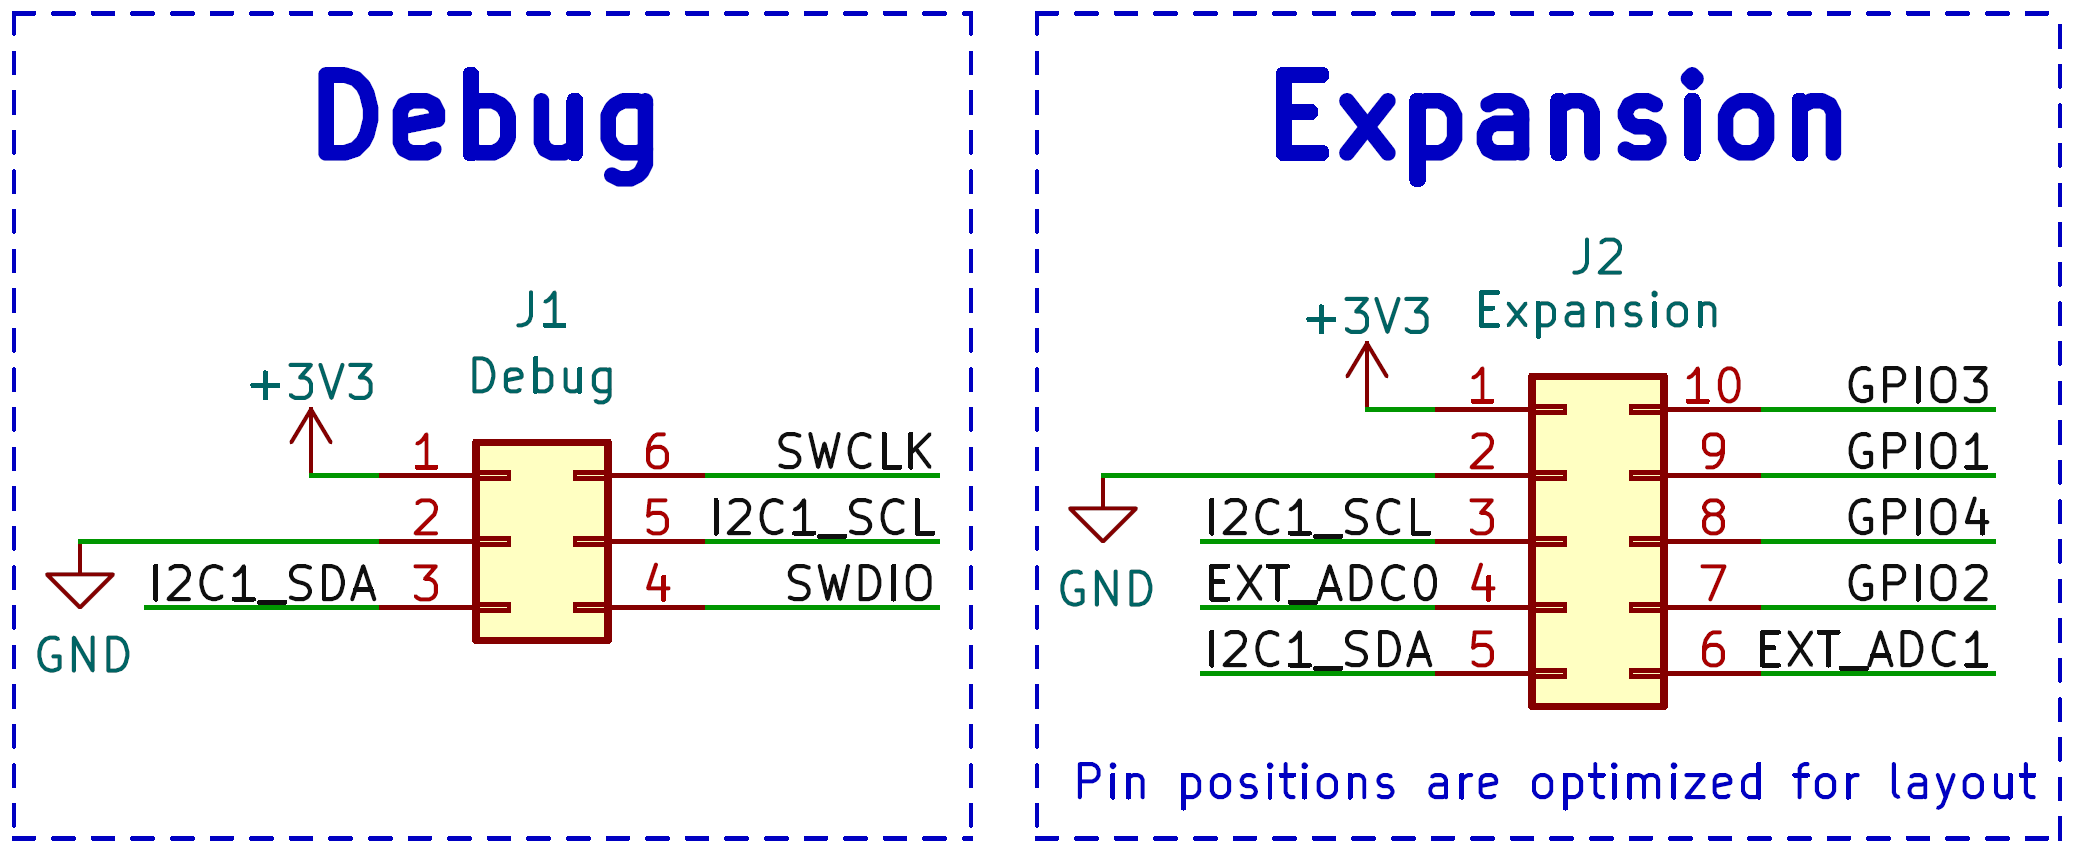 Debug
J1
Debug
+3V3
1
6
SWCLK
2
5
I2C1_SCL
I2C1_SDA
3
4
SWDIO
GND
Expansion
J2
Expansion
+3V3
1
10
GPIO3
2
9
GPIO1
I2C1_SCL
3
8
GPIO4
GND
EXT_ADC0
4
7
GPIO2
I2C1_SDA
5
6
EXT_ADC1
Pin positions are optimized for layout